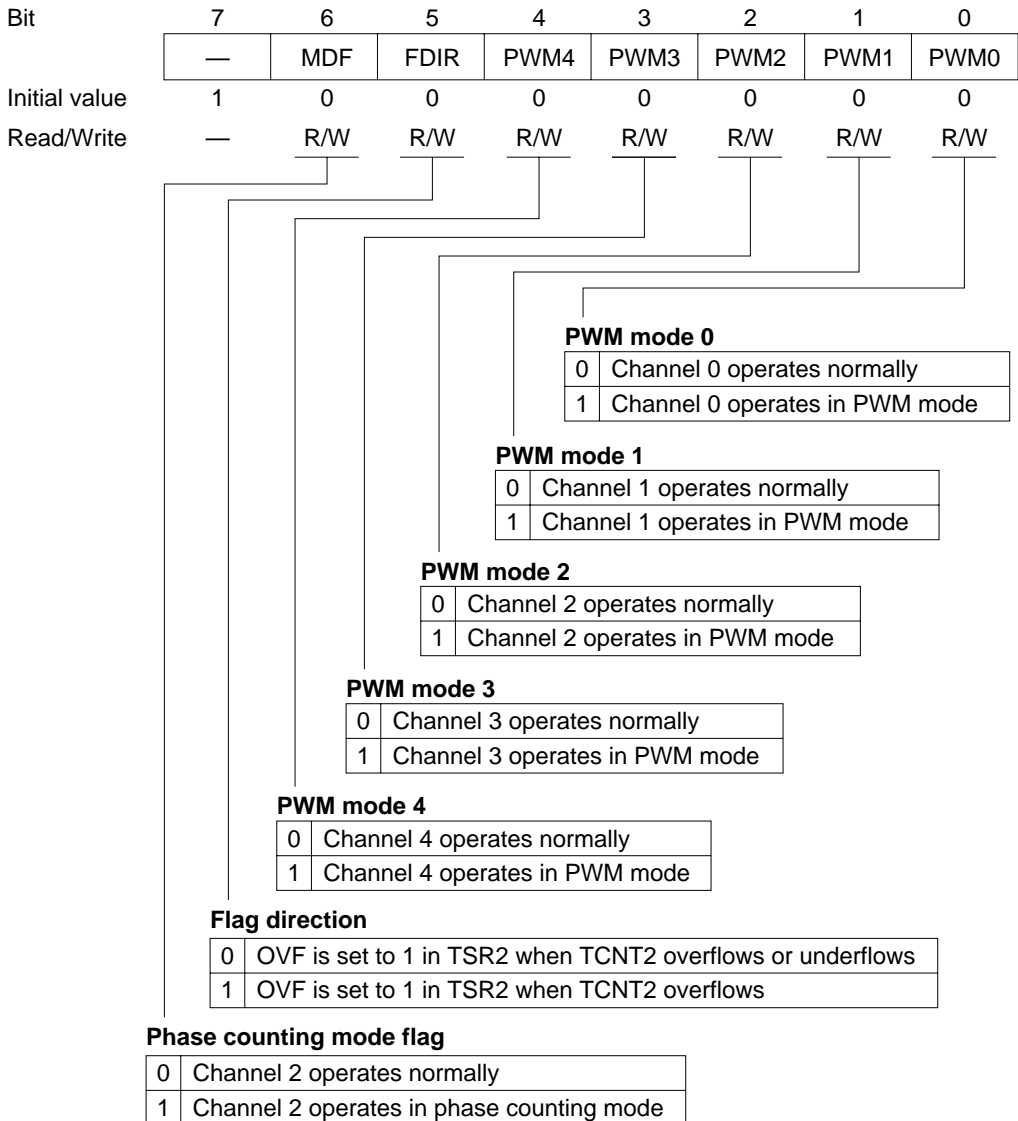 Bit 7 6 5 4 3 2 1 0
— MDF FDIR PWM4 PWM3 PWM2 PWM1 PWM0
Initial value 1 0 0 0 0 0 0 0
Read/Write — R/W R/W R/W R/W R/W R/W R/W
PWM mode 0
0 Channel 0 operates normally
1 Channel 0 operates in PWM mode
PWM mode 1
0 Channel 1 operates normally
1 Channel 1 operates in PWM mode
PWM mode 2
0 Channel 2 operates normally
1 Channel 2 operates in PWM mode
PWM mode 3
0 Channel 3 operates normally
1 Channel 3 operates in PWM mode
PWM mode 4
0 Channel 4 operates normally
1 Channel 4 operates in PWM mode
Flag direction
0 OVF is set to 1 in TSR2 when TCNT2 overflows or underflows
1 OVF is set to 1 in TSR2 when TCNT2 overflows
Phase counting mode flag
0 Channel 2 operates normally
1 Channel 2 operates in phase counting mode